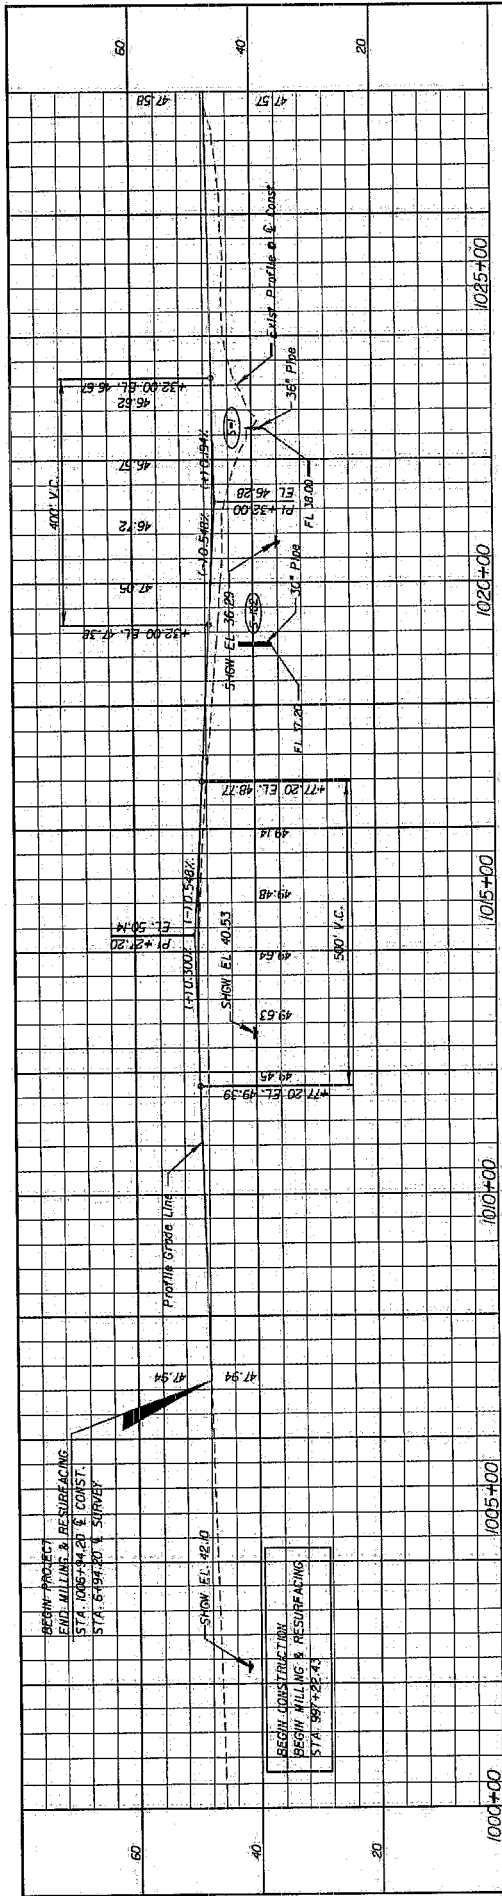 BEGIN PROJECT
END MILLING & RESURFACING
STA. 1006+94.20 ℄ CONST.
STA. 6+94.20 ℄ SURVEY
47.94
47.94
SHGW EL 42.10
BEGIN CONSTRUCTION
BEGIN MILLING & RESURFACING
STA. 997+22.43
Profile Grade Line
+77.20 EL. 49.39
49.45
49.63
49.64
49.48
49.14
+77.20 EL. 48.77
500' V.C.
SHGW EL 40.53
(+) 0.300%
PI +27.20
EL. 50.14
(-) 0.548%
FL 37.20
30" Pipe
S-102
SHGW EL 36.29
400' V.C.
+32.00 EL. 47.38
47.05
46.72
46.57
46.62
+32.00 EL. 46.67
(-) 0.548%
(+) 0.194%
PI +32.00
EL 46.28
FL 38.00
36" Pipe
S-1
Exist Profile @ ℄ Const
47.58
47.57
60
40
20
60
40
20
1000+00
1005+00
1010+00
1015+00
1020+00
1025+00